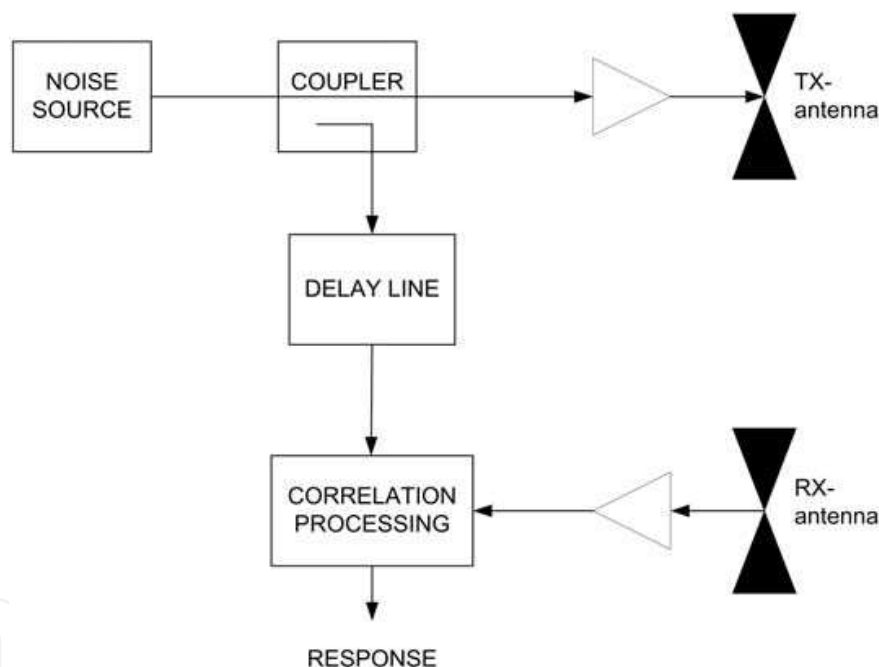 NOISE
SOURCE
COUPLER
TX-
antenna
DELAY LINE
CORRELATION
PROCESSING
RX-
antenna
RESPONSE